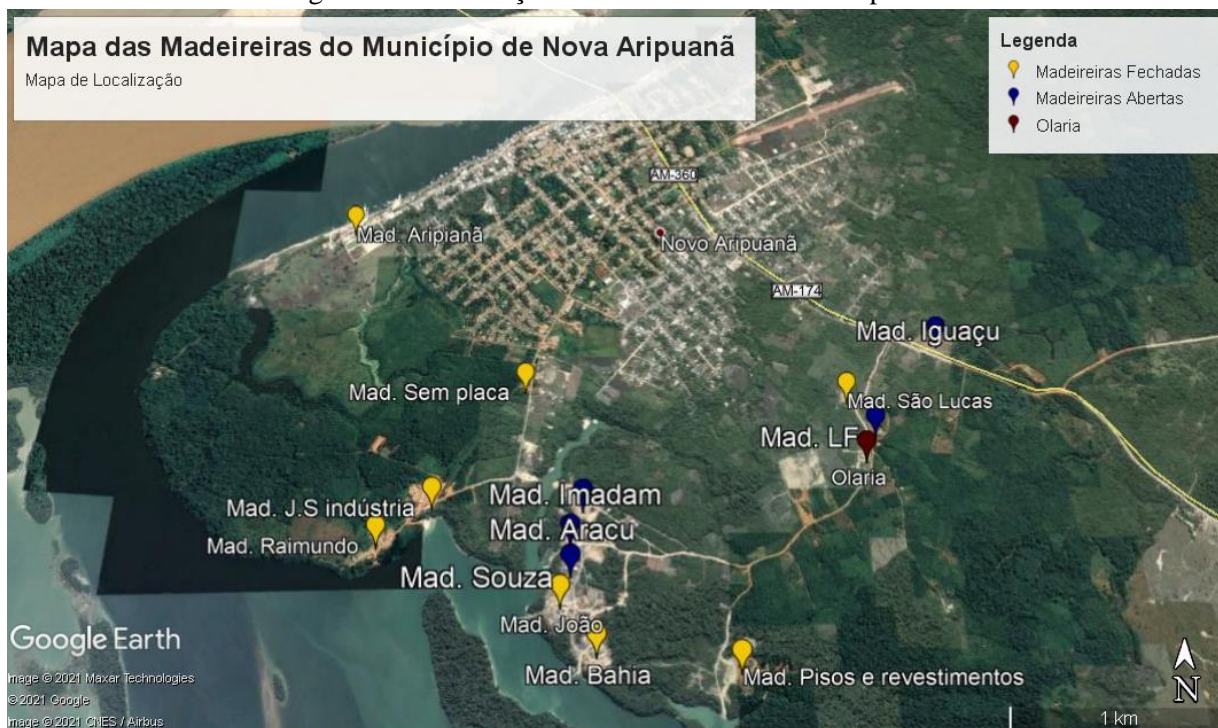 Mapa das Madeireiras do Município de Nova Aripuanã
Mapa de Localização
Legenda
Madeireiras Fechadas
Madeireiras Abertas
Olaria
AM-360
Mad. Aripianã
Novo Aripuanã
AM-174
Mad. Iguaçu
Mad. Sem placa
Mad. São Lucas
Mad. LF
Olaria
Mad. Imadam
Mad. J.S indústria
Mad. Aracu
Mad. Raimundo
Mad. Souza
Mad. João
Mad. Bahia
Mad. Pisos e revestimentos
Google Earth
Image © 2021 Maxar Technologies
© 2021 Google
Image © 2021 CNES / Airbus
N
1 km